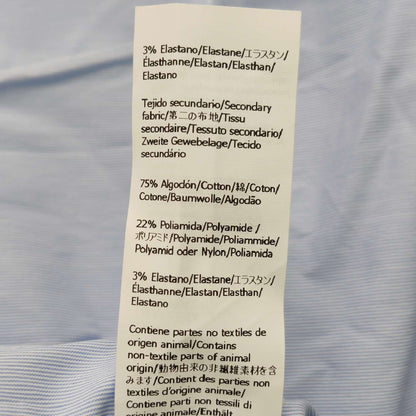 3% Elastano/Elastane/エラスタン/
Élasthanne/Elastan/Elasthan/
Elastano
Tejido secundario/Secondary
fabric/第二の布地/Tissu
secondaire/Tessuto secondario/
Zweite Gewebelage/Tecido
secundário
75% Algodón/Cotton/綿/Coton/
Cotone/Baumwolle/Algodão
22% Poliamida/Polyamide /
ポリアミド/Polyamide/Poliammide/
Polyamid oder Nylon/Poliamida
3% Elastano/Elastane/エラスタン/
Élasthanne/Elastan/Elasthan/
Elastano
Contiene partes no textiles de
origen animal/Contains
non-textile parts of animal
origin/動物由来の非繊維素材を含
みます/Contient des parties non
textiles d'origine animale/
Contiene parti non tessili di
origine animale/Enthält